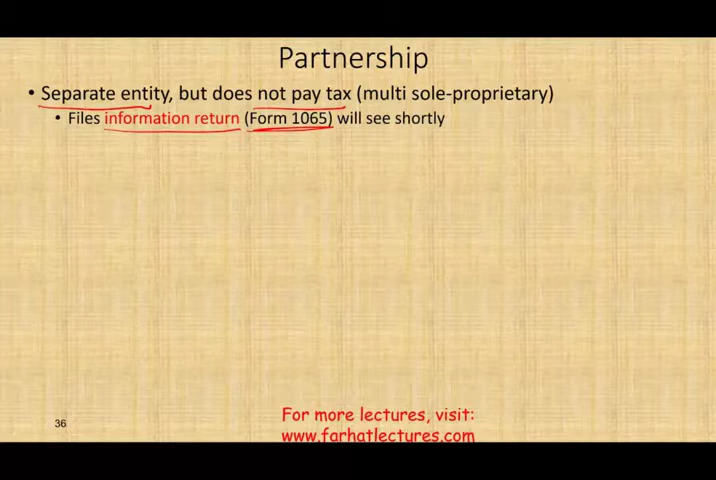 Partnership
• Separate entity, but does not pay tax (multi sole-proprietary)
• Files information return (Form 1065) will see shortly
For more lectures, visit:
36
www.farhatlectures.com